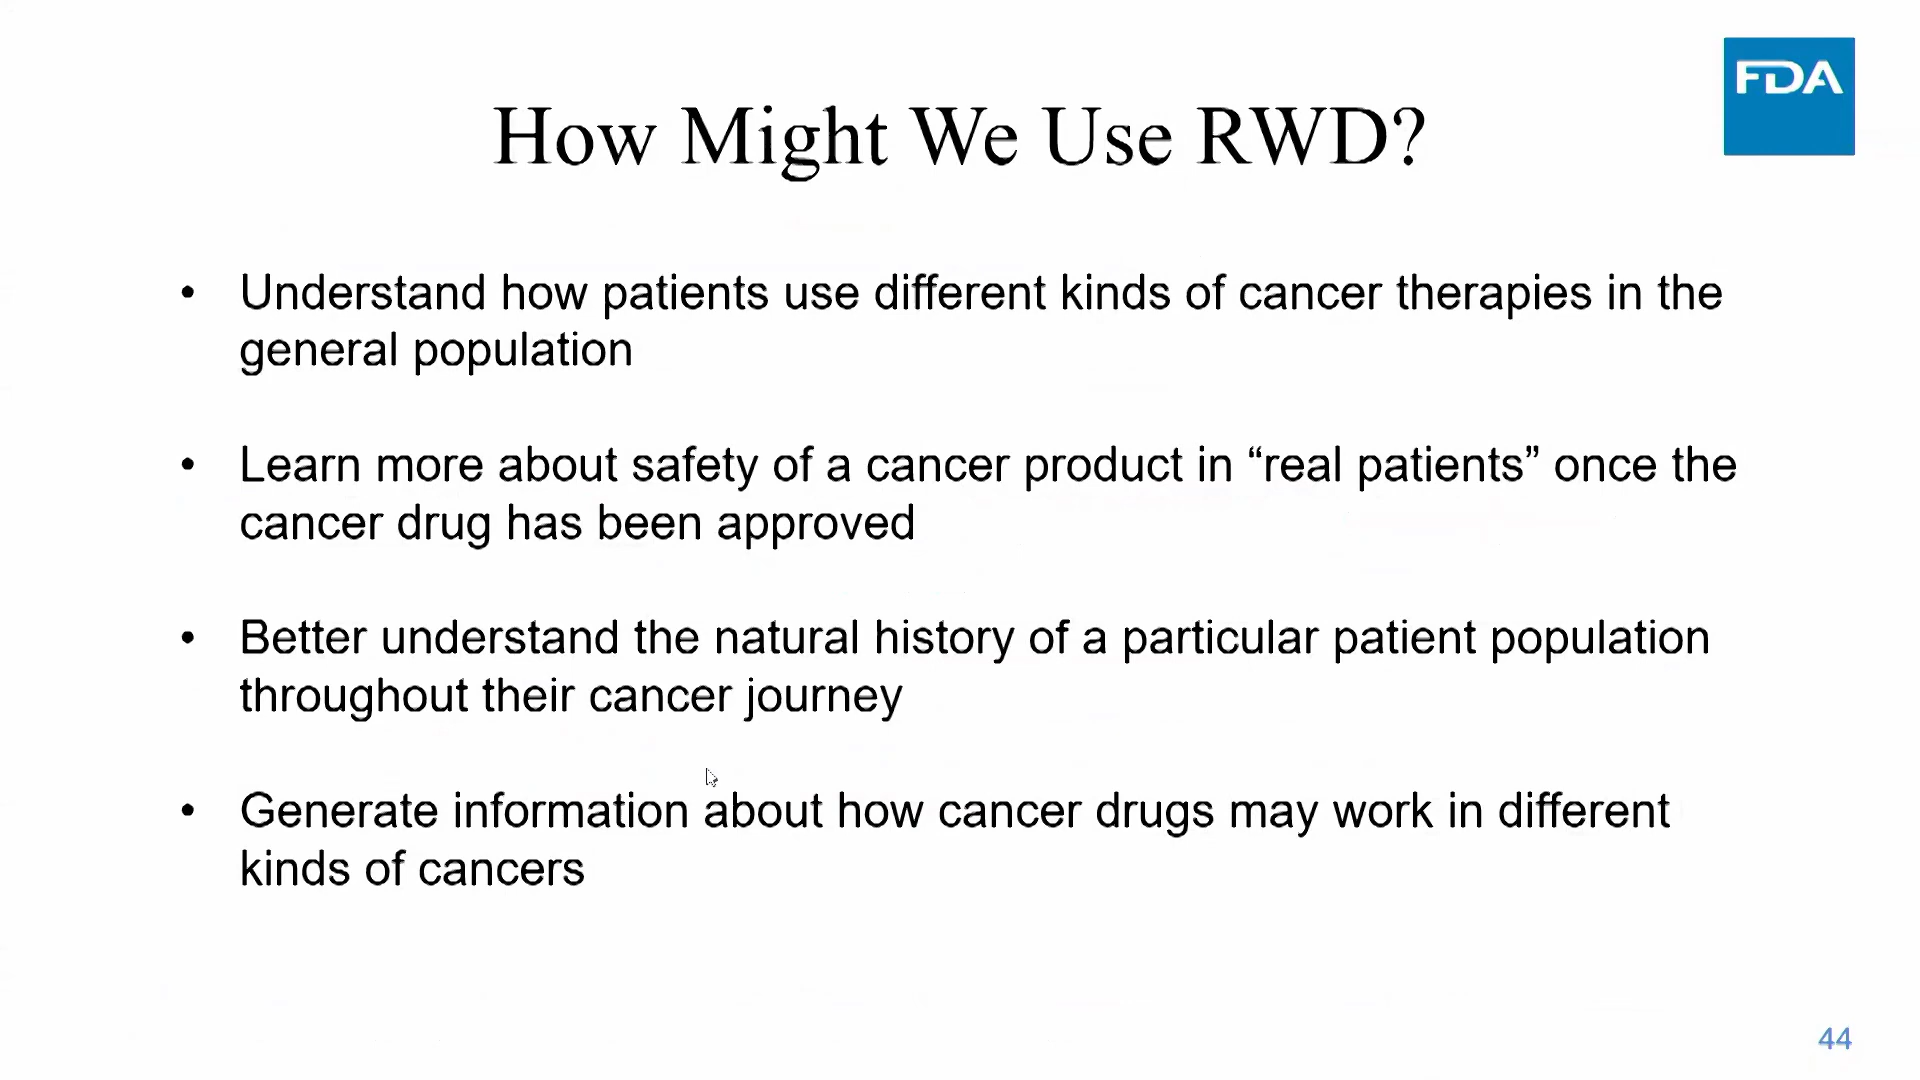 FDA
How Might We Use RWD?
• Understand how patients use different kinds of cancer therapies in the
general population
• Learn more about safety of a cancer product in “real patients” once the
cancer drug has been approved
• Better understand the natural history of a particular patient population
throughout their cancer journey
• Generate information about how cancer drugs may work in different
kinds of cancers
44